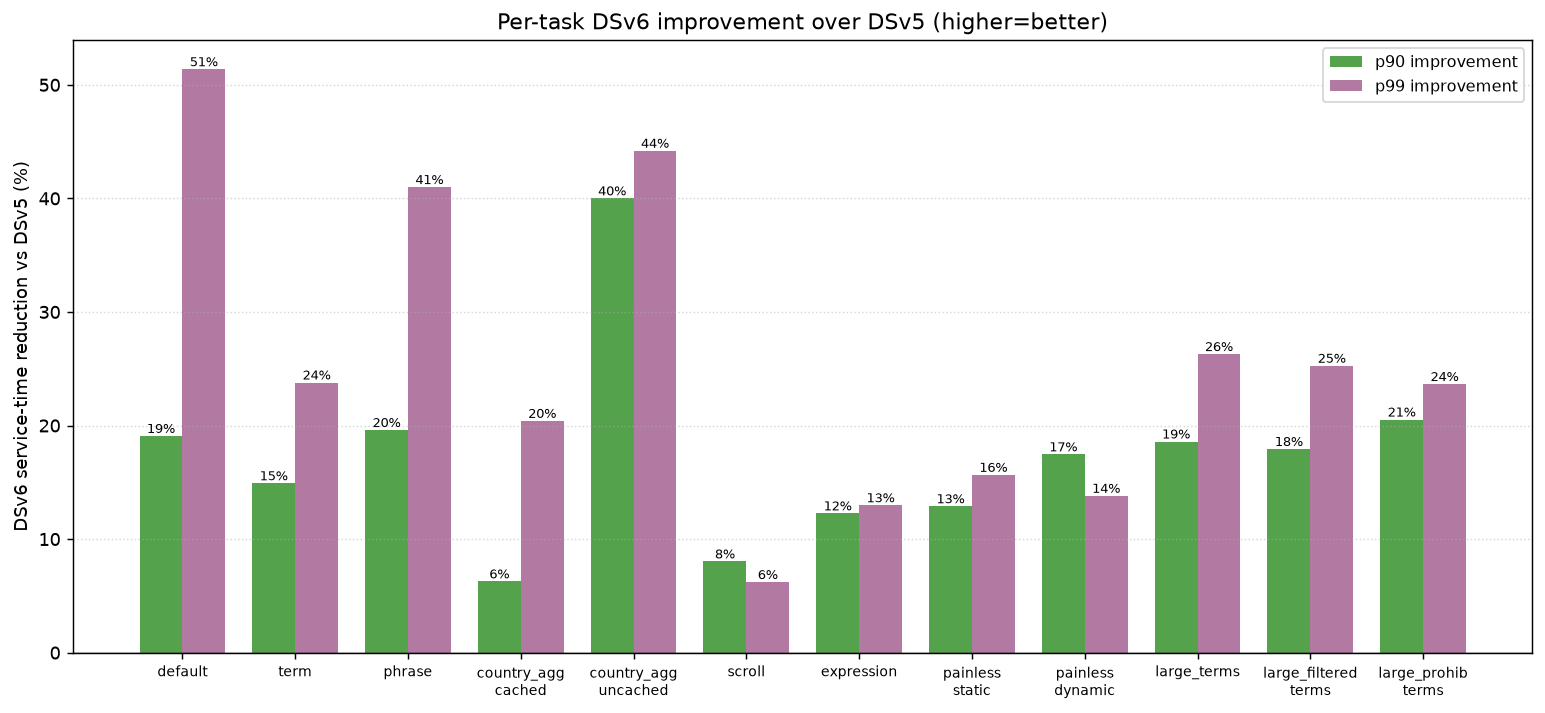 Per-task DSv6 improvement over DSv5 (higher=better)
p90 improvement
p99 improvement
DSv6 service-time reduction vs DSv5 (%)
50
40
30
20
10
0
19%
51%
15%
24%
20%
41%
6%
20%
40%
44%
8%
6%
12%
13%
13%
16%
17%
14%
19%
26%
18%
25%
21%
24%
default
term
phrase
country_agg
cached
country_agg
uncached
scroll
expression
painless
static
painless
dynamic
large_terms
large_filtered
terms
large_prohib
terms